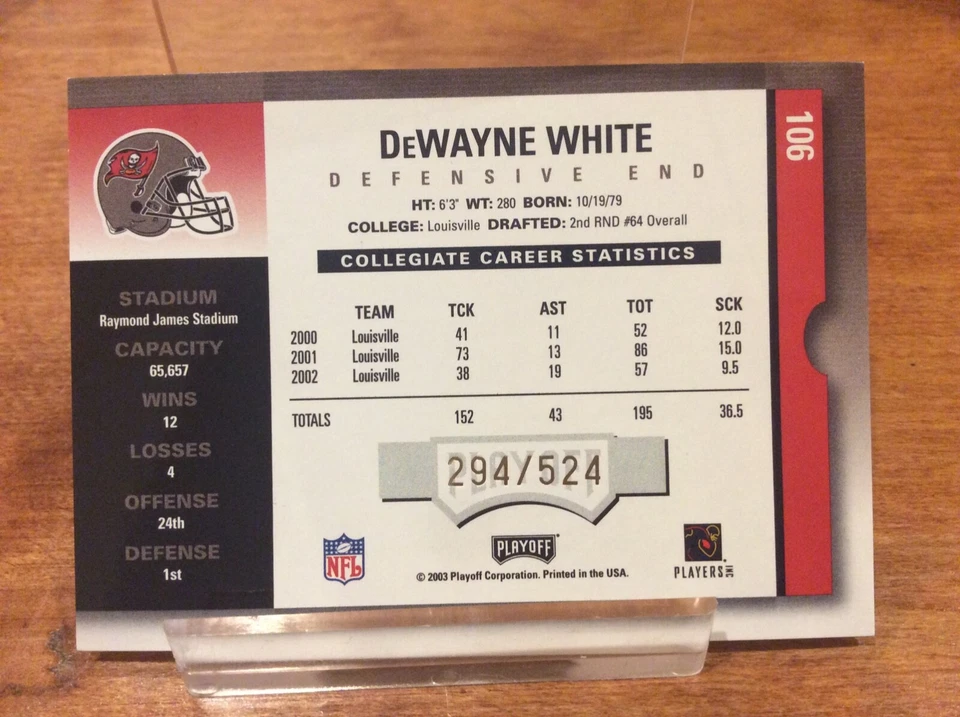 DeWAYNE WHITE
DEFENSIVE END
HT: 6'3" WT: 280 BORN: 10/19/79
COLLEGE: Louisville DRAFTED: 2nd RND #64 Overall
COLLEGIATE CAREER STATISTICS
TEAM TCK AST TOT SCK
2000 Louisville 41 11 52 12.0
2001 Louisville 73 13 86 15.0
2002 Louisville 38 19 57 9.5
TOTALS 152 43 195 36.5
PLAYOFF
294/524
NFL
PLAYOFF
PLAYERS INC
© 2003 Playoff Corporation. Printed in the USA.
STADIUM
Raymond James Stadium
CAPACITY
65,657
WINS
12
LOSSES
4
OFFENSE
24th
DEFENSE
1st
106